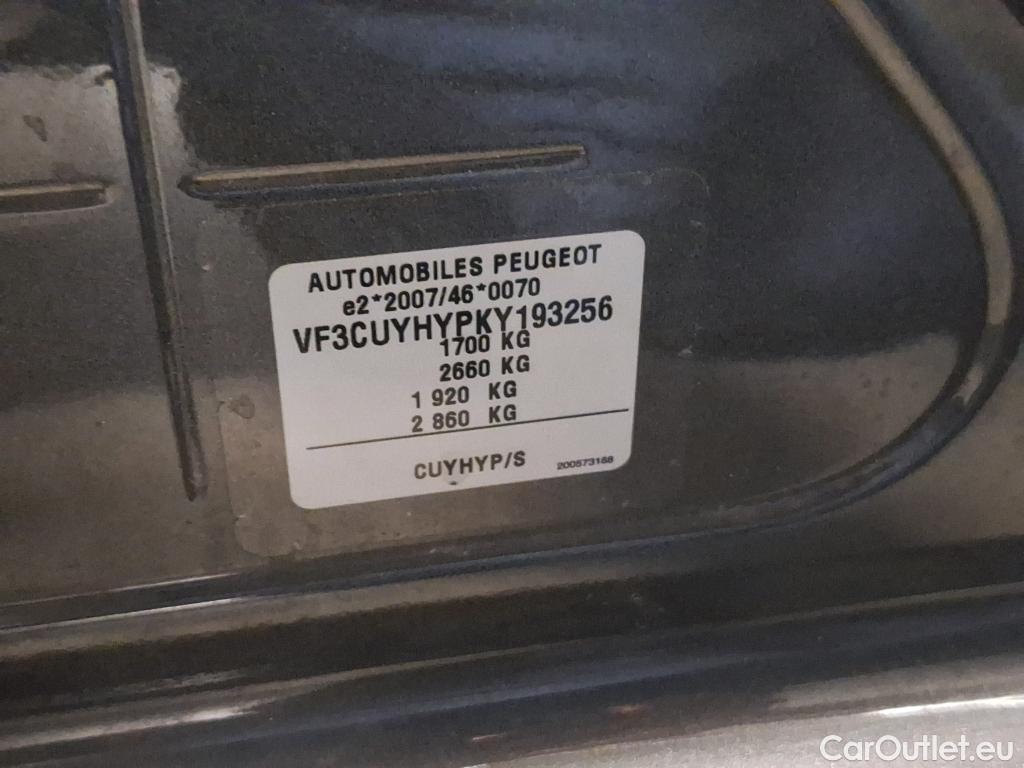 AUTOMOBILES PEUGEOT
e2*2007/46*0070
VF3CUYHYPKY193256
1700 KG
2660 KG
1 920 KG
2 860 KG
CUYHYP/S 200573168
CarOutlet.eu